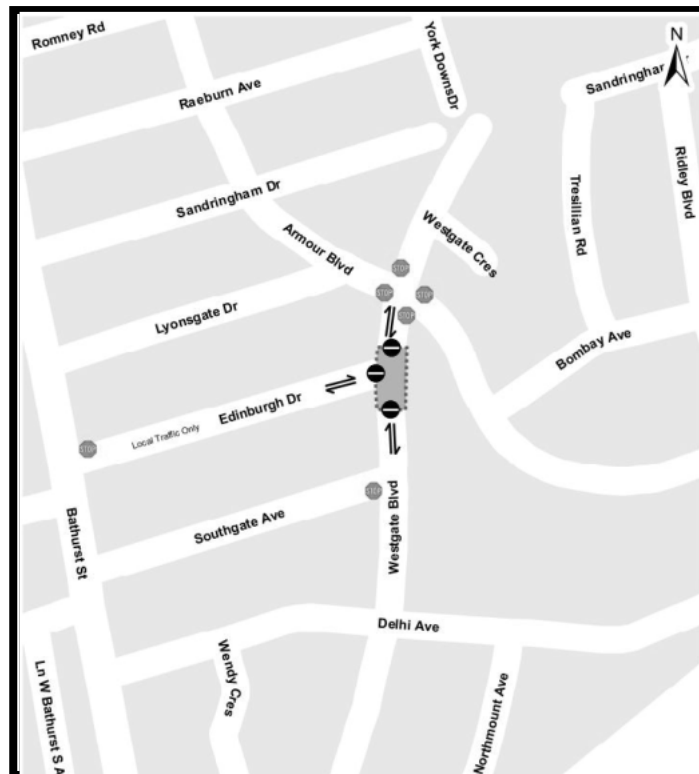 Romney Rd
York DownsDr
N
Raeburn Ave
Sandringha
Sandringham Dr
Ridley Blvd
Tresillian Rd
Westgate Cres
Armour Blvd
STOP
STOP
STOP
STOP
Lyonsgate Dr
Bombay Ave
Edinburgh Dr
Local Traffic Only
STOP
STOP
Westgate Blvd
Southgate Ave
Bathurst St
Delhi Ave
Wendy Cres
Ln W Bathurst S A
Northmount Ave